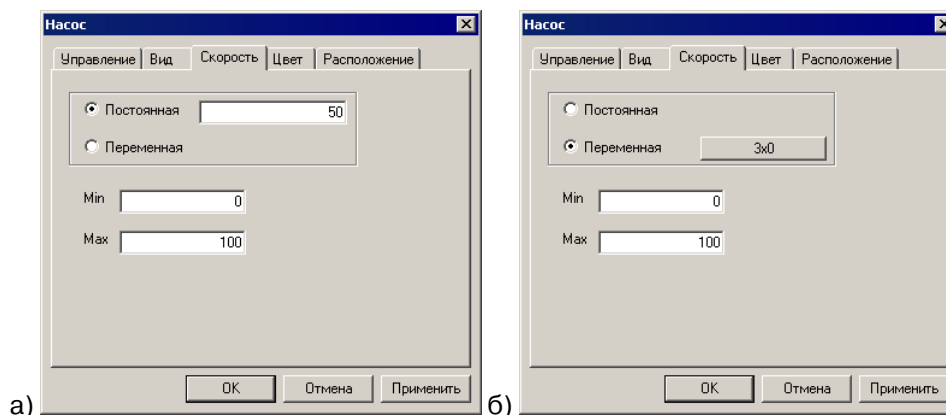 Насос
Управление Вид Скорость Цвет Расположение
Постоянная 50
Переменная
Min 0
Max 100
OK Отмена Применить
а)
Насос
Управление Вид Скорость Цвет Расположение
Постоянная
Переменная 3x0
Min 0
Max 100
OK Отмена Применить
б)